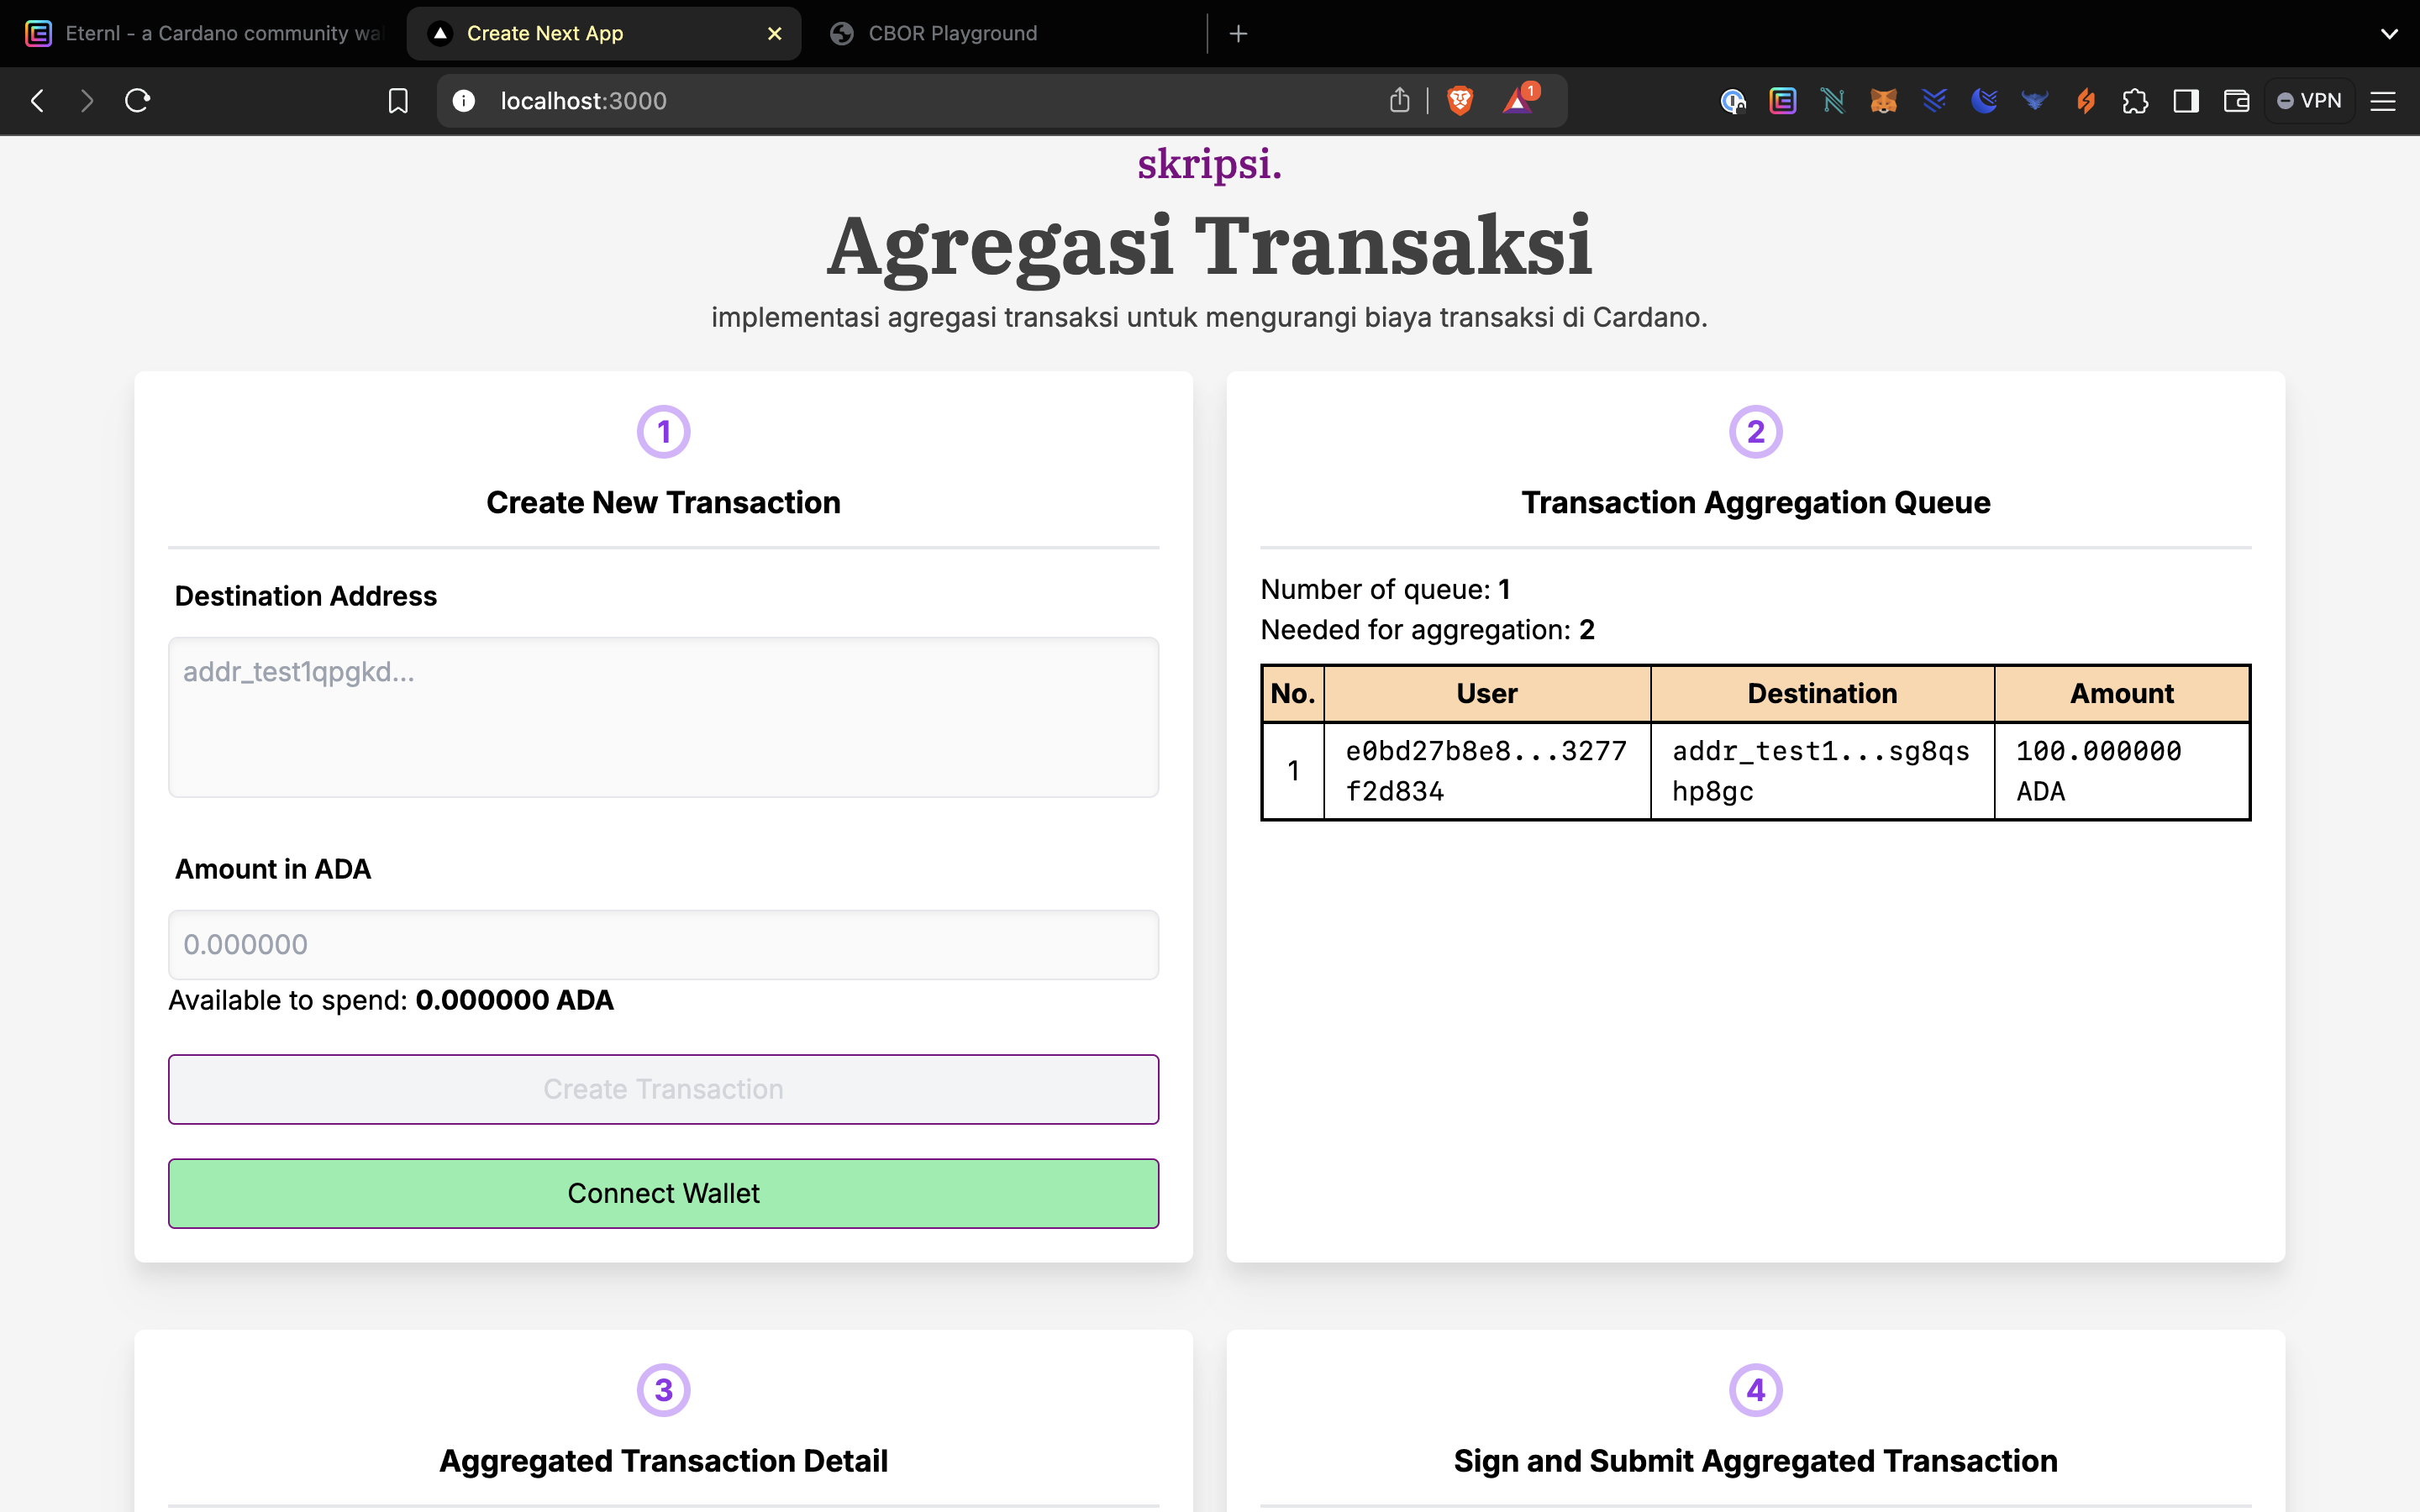 Eternl - a Cardano community wa
Create Next App
CBOR Playground
localhost:3000
1
VPN
skripsi.
Agregasi Transaksi
implementasi agregasi transaksi untuk mengurangi biaya transaksi di Cardano.
1
Create New Transaction
Destination Address
addr_test1qpgkd...
Amount in ADA
0.000000
Available to spend: 0.000000 ADA
Create Transaction
Connect Wallet
2
Transaction Aggregation Queue
Number of queue: 1
Needed for aggregation: 2
No. User Destination Amount
1 e0bd27b8e8...3277 addr_test1...sg8qs 100.000000
f2d834 hp8gc ADA
3
Aggregated Transaction Detail
4
Sign and Submit Aggregated Transaction